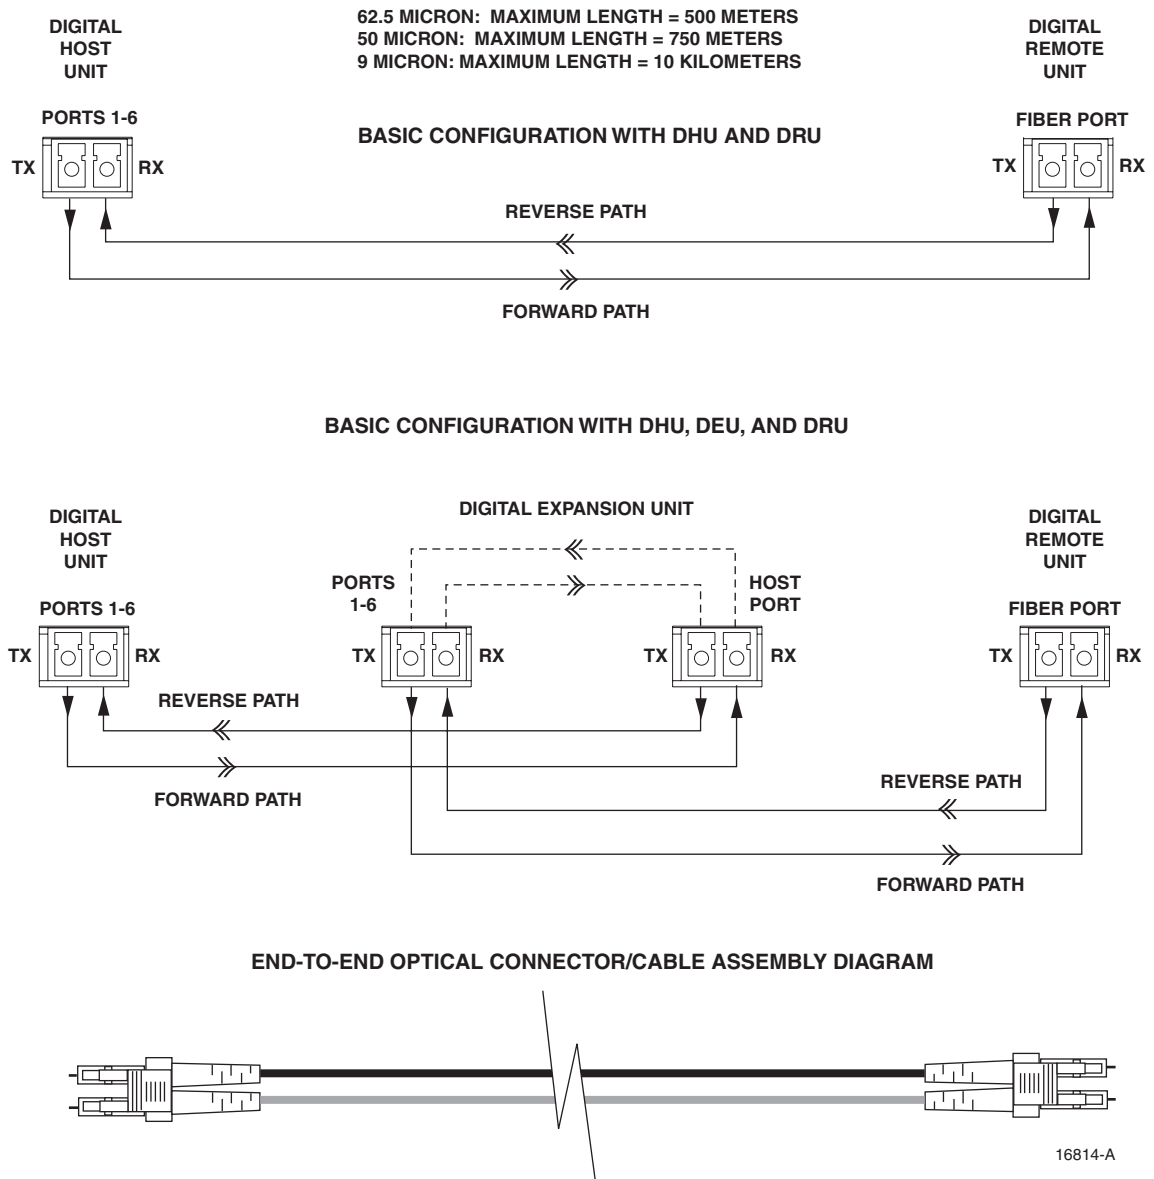 62.5 MICRON: MAXIMUM LENGTH = 500 METERS
50 MICRON: MAXIMUM LENGTH = 750 METERS
9 MICRON: MAXIMUM LENGTH = 10 KILOMETERS
DIGITAL
HOST
UNIT
DIGITAL
REMOTE
UNIT
PORTS 1-6
FIBER PORT
BASIC CONFIGURATION WITH DHU AND DRU
TX
RX
TX
RX
REVERSE PATH
FORWARD PATH
BASIC CONFIGURATION WITH DHU, DEU, AND DRU
DIGITAL
HOST
UNIT
DIGITAL EXPANSION UNIT
DIGITAL
REMOTE
UNIT
PORTS 1-6
PORTS
1-6
HOST
PORT
FIBER PORT
TX
RX
TX
RX
TX
RX
TX
RX
REVERSE PATH
FORWARD PATH
REVERSE PATH
FORWARD PATH
END-TO-END OPTICAL CONNECTOR/CABLE ASSEMBLY DIAGRAM
16814-A